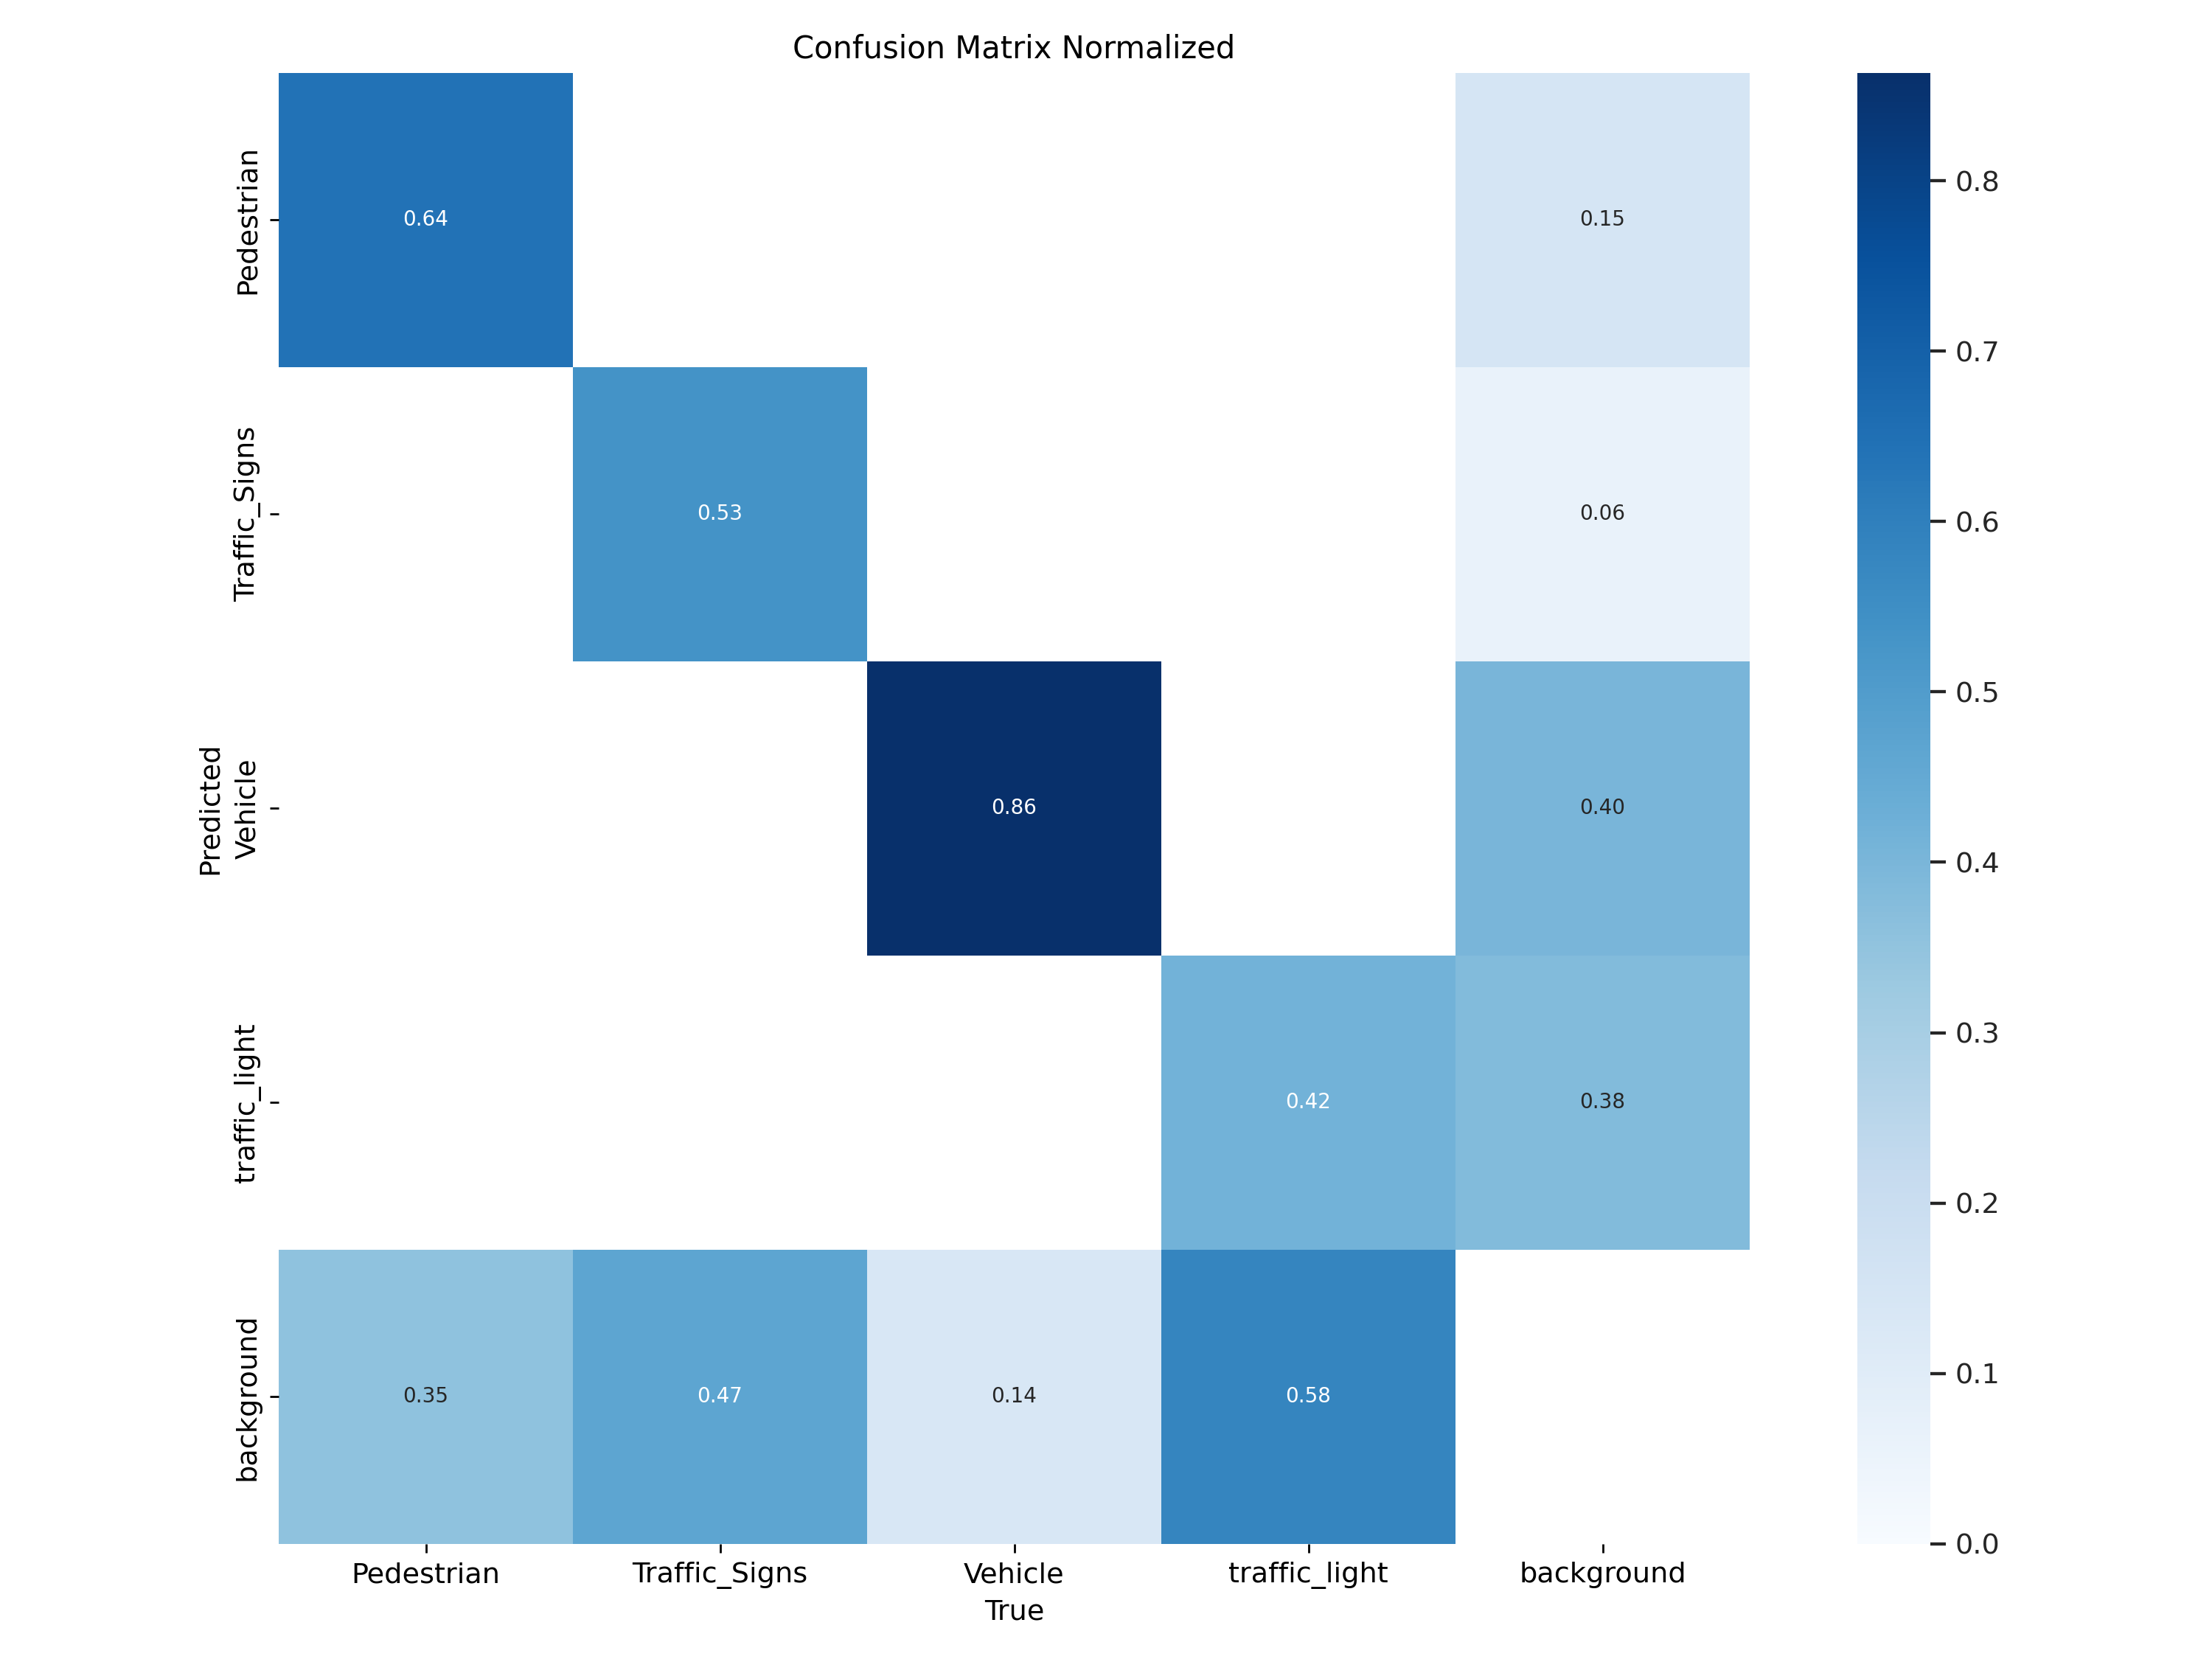 Confusion Matrix Normalized
Pedestrian
0.64
0.15
0.8
0.7
Traffic_Signs
0.53
0.06
0.6
0.5
Predicted
Vehicle
0.86
0.40
0.4
traffic_light
0.42
0.38
0.3
0.2
background
0.35
0.47
0.14
0.58
0.1
0.0
Pedestrian
Traffic_Signs
Vehicle
traffic_light
background
True